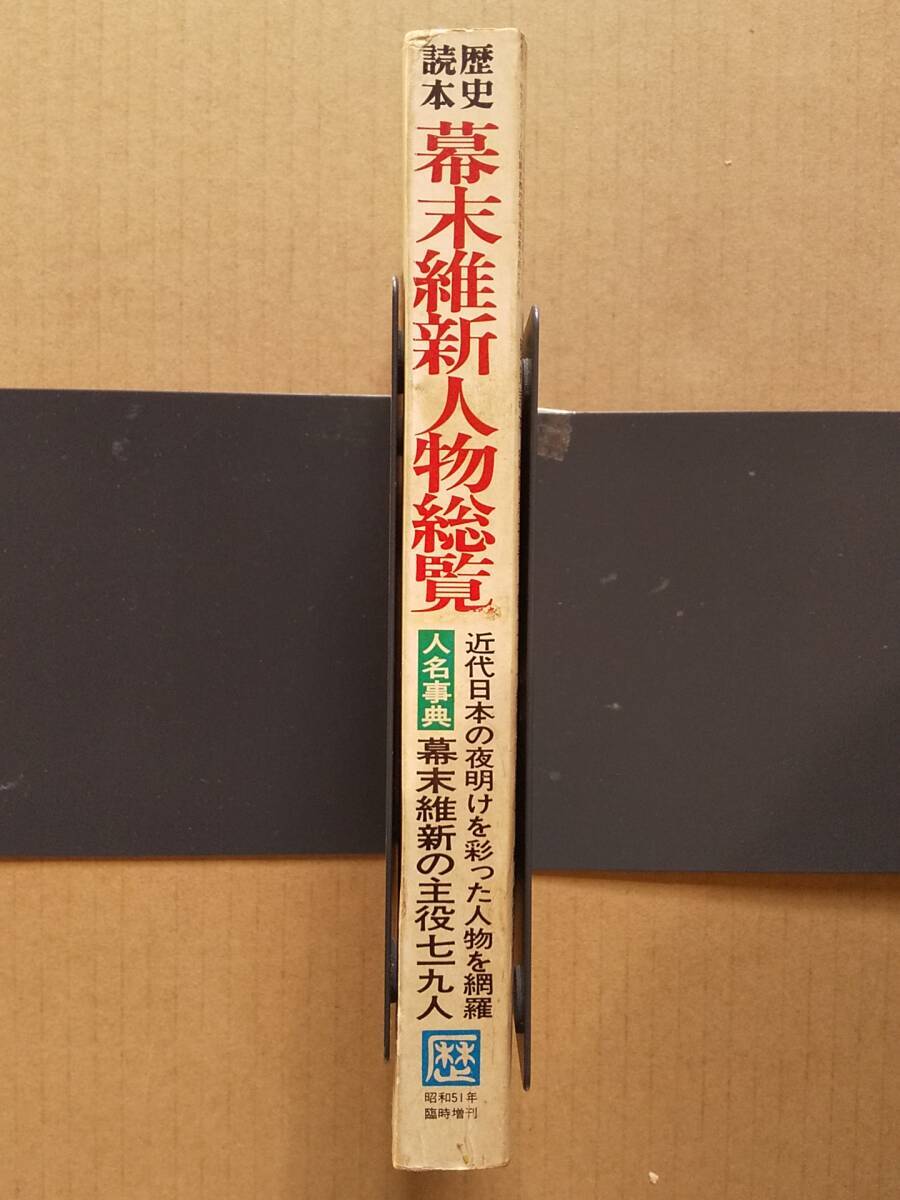 歴史
読本
幕末維新人物総覧
近代日本の夜明けを彩った人物を網羅
人名事典
幕末維新の主役七一九人
歴
昭和51年
臨時増刊